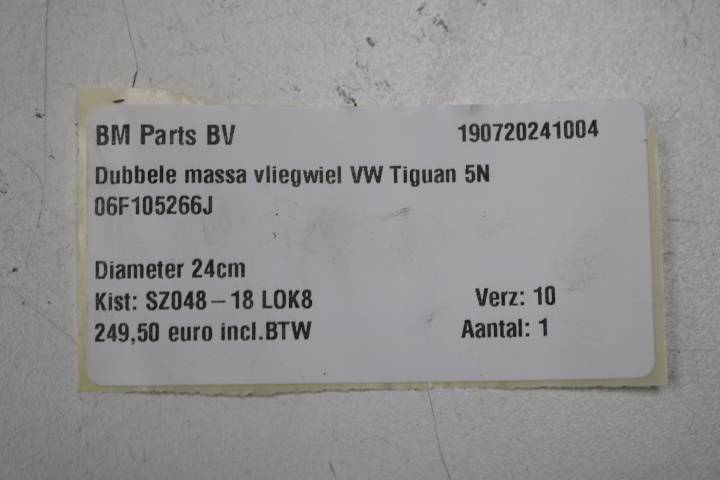 BM Parts BV 190720241004
Dubbele massa vliegwiel VW Tiguan 5N
06F105266J
Diameter 24cm
Kist: SZ048-18 LOK8 Verz: 10
249,50 euro incl.BTW Aantal: 1